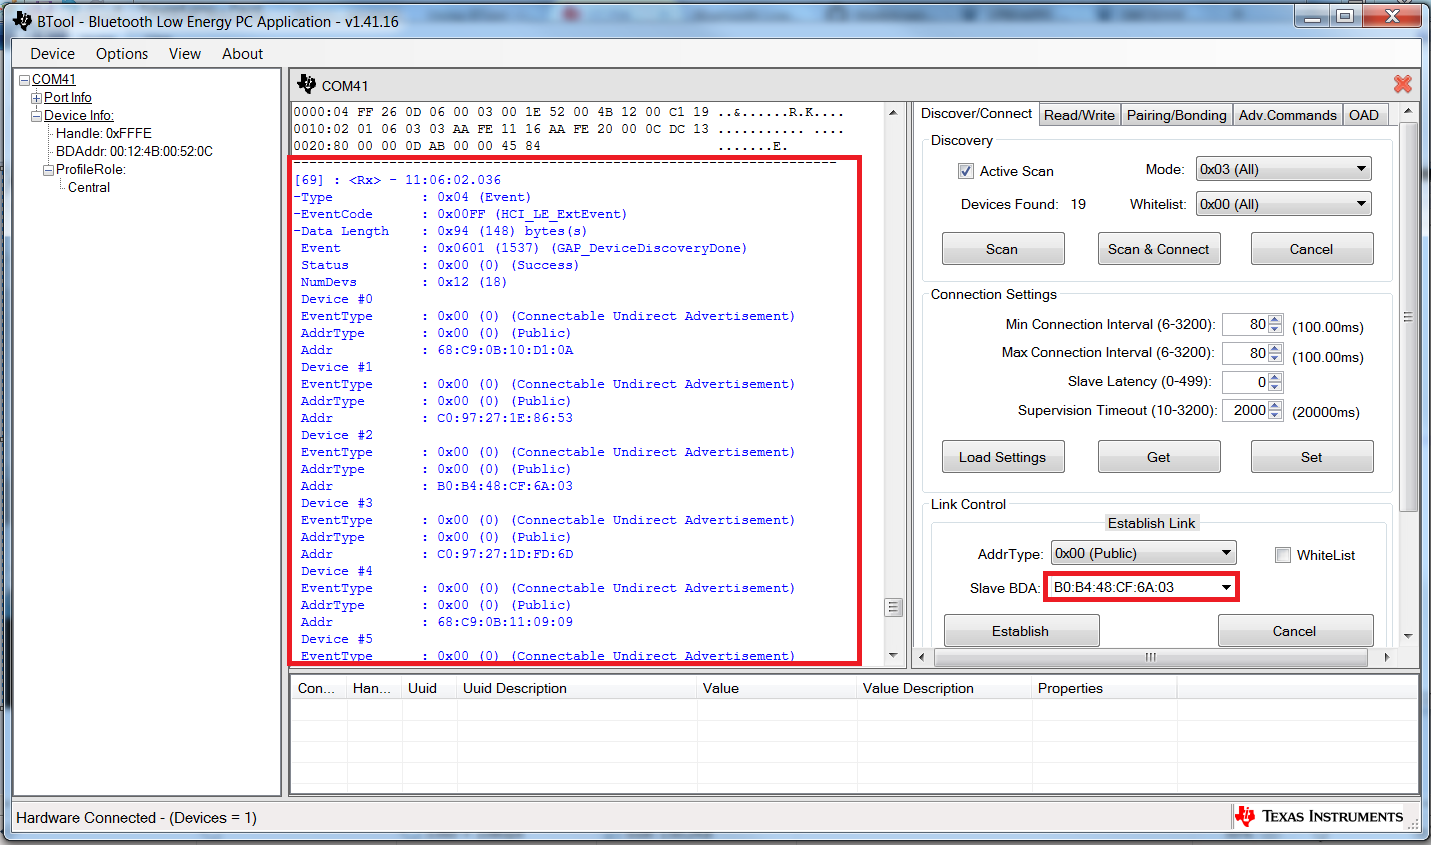 BTool - Bluetooth Low Energy PC Application - v1.41.16
Device Options View About
COM41
Port Info
Device Info:
Handle: 0xFFFE
BDAddr: 00:12:4B:00:52:0C
ProfileRole:
Central
COM41
0000:04 FF 26 0D 06 00 03 00 1E 52 00 4B 12 00 C1 19 ..&......R.K....
0010:02 01 06 03 03 AA FE 11 16 AA FE 20 00 0C DC 13 ........... ....
0020:80 00 00 0D AB 00 00 45 84 .......E.
--------------------------------------------------------------------
[69] : <Rx> - 11:06:02.036
-Type : 0x04 (Event)
-EventCode : 0x00FF (HCI_LE_ExtEvent)
-Data Length : 0x94 (148) bytes(s)
Event : 0x0601 (1537) (GAP_DeviceDiscoveryDone)
Status : 0x00 (0) (Success)
NumDevs : 0x12 (18)
Device #0
EventType : 0x00 (0) (Connectable Undirect Advertisement)
AddrType : 0x00 (0) (Public)
Addr : 68:C9:0B:10:D1:0A
Device #1
EventType : 0x00 (0) (Connectable Undirect Advertisement)
AddrType : 0x00 (0) (Public)
Addr : C0:97:27:1E:86:53
Device #2
EventType : 0x00 (0) (Connectable Undirect Advertisement)
AddrType : 0x00 (0) (Public)
Addr : B0:B4:48:CF:6A:03
Device #3
EventType : 0x00 (0) (Connectable Undirect Advertisement)
AddrType : 0x00 (0) (Public)
Addr : C0:97:27:1D:FD:6D
Device #4
EventType : 0x00 (0) (Connectable Undirect Advertisement)
AddrType : 0x00 (0) (Public)
Addr : 68:C9:0B:11:09:09
Device #5
EventType : 0x00 (0) (Connectable Undirect Advertisement)
Discover/Connect Read/Write Pairing/Bonding Adv.Commands OAD
Discovery
Active Scan Mode: 0x03 (All)
Devices Found: 19 Whitelist: 0x00 (All)
Scan Scan & Connect Cancel
Connection Settings
Min Connection Interval (6-3200): 80 (100.00ms)
Max Connection Interval (6-3200): 80 (100.00ms)
Slave Latency (0-499): 0
Supervision Timeout (10-3200): 2000 (20000ms)
Load Settings Get Set
Link Control
Establish Link
AddrType: 0x00 (Public) WhiteList
Slave BDA: B0:B4:48:CF:6A:03
Establish Cancel
Con... Han... Uuid Uuid Description Value Value Description Properties
Hardware Connected - (Devices = 1)
TEXAS INSTRUMENTS